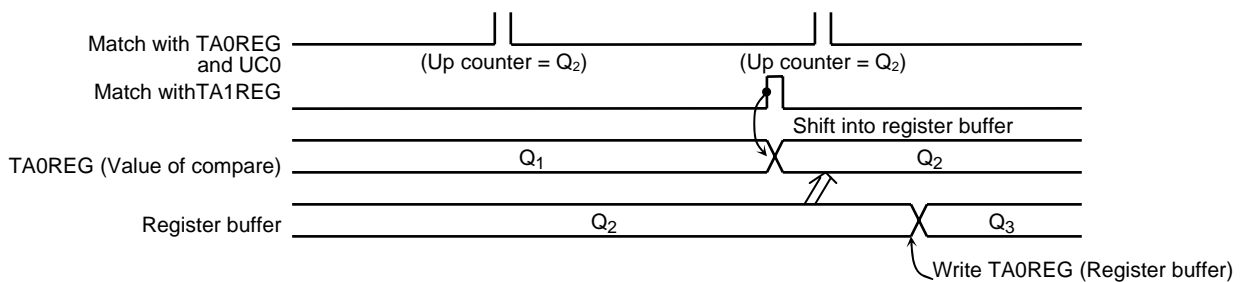 Match with TA0REG
and UC0
(Up counter = Q₂)
(Up counter = Q₂)
Match withTA1REG
Shift into register buffer
TA0REG (Value of compare)
Q₁
Q₂
Register buffer
Q₂
Q₃
Write TA0REG (Register buffer)